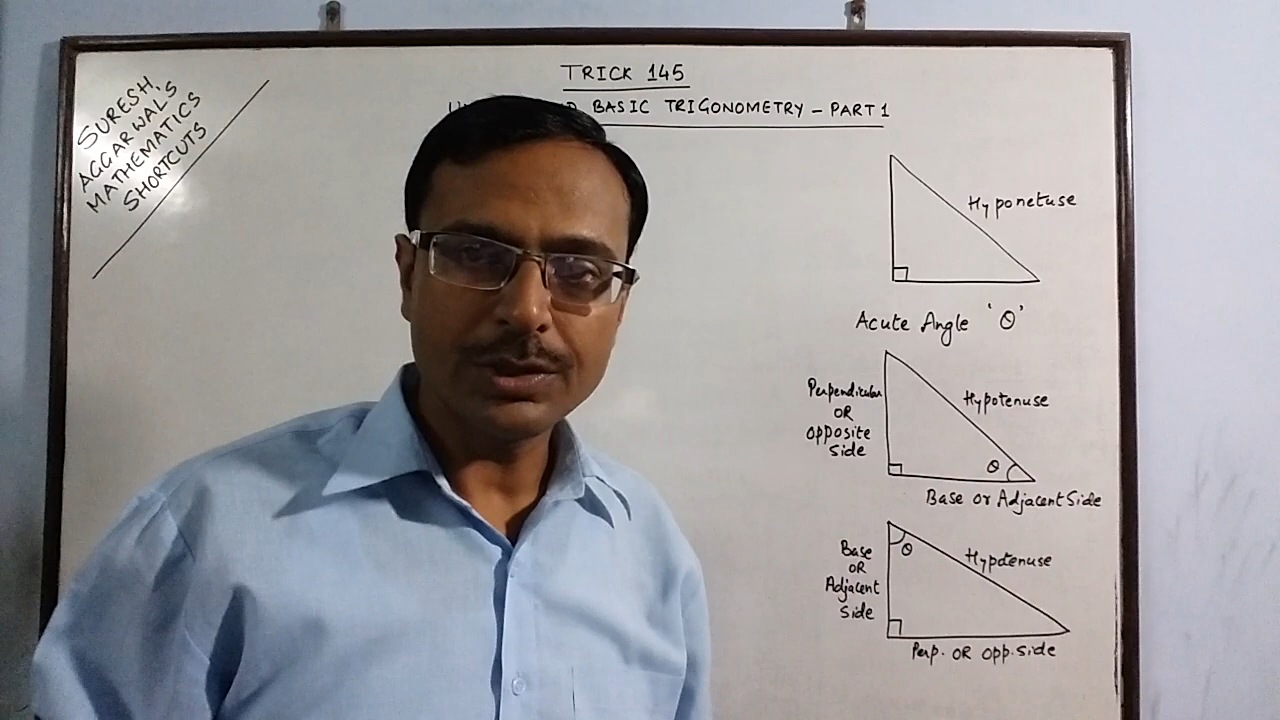 TRICK 145
BASIC TRIGONOMETRY – PART 1
SURESH
AGGARWAL'S
MATHEMATICS
SHORTCUTS
Hyponetuse
Acute Angle 'θ'
Perpendicular
OR
Opposite
Side
Hypotenuse
θ
Base or Adjacent Side
Base
OR
Adjacent
Side
θ
Hypotenuse
Perp. OR Opp. side